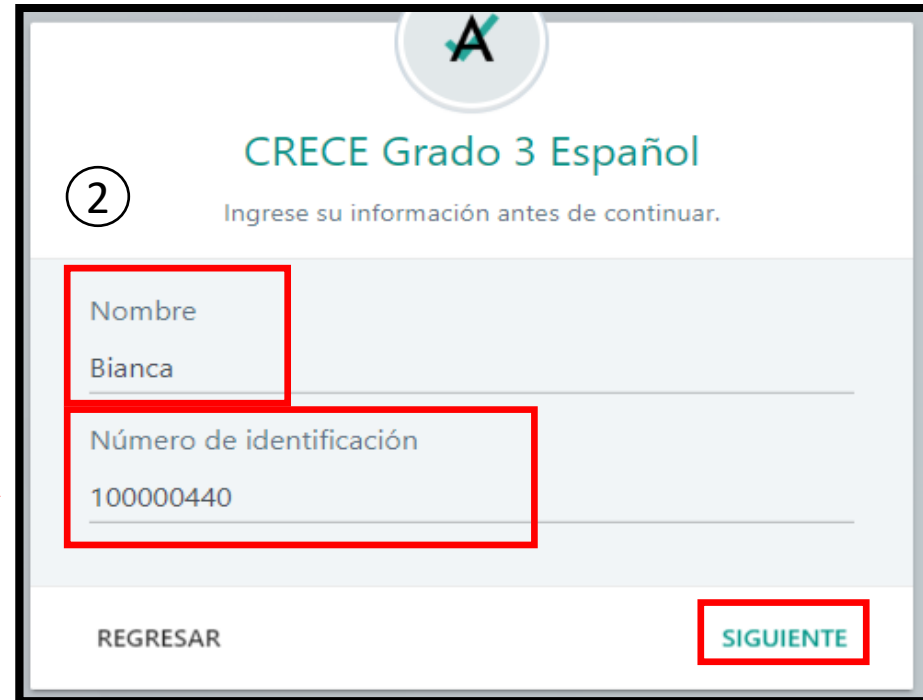 CRECE Grado 3 Español
2
Ingrese su información antes de continuar.
Nombre
Bianca
Número de identificación
100000440
REGRESAR
SIGUIENTE